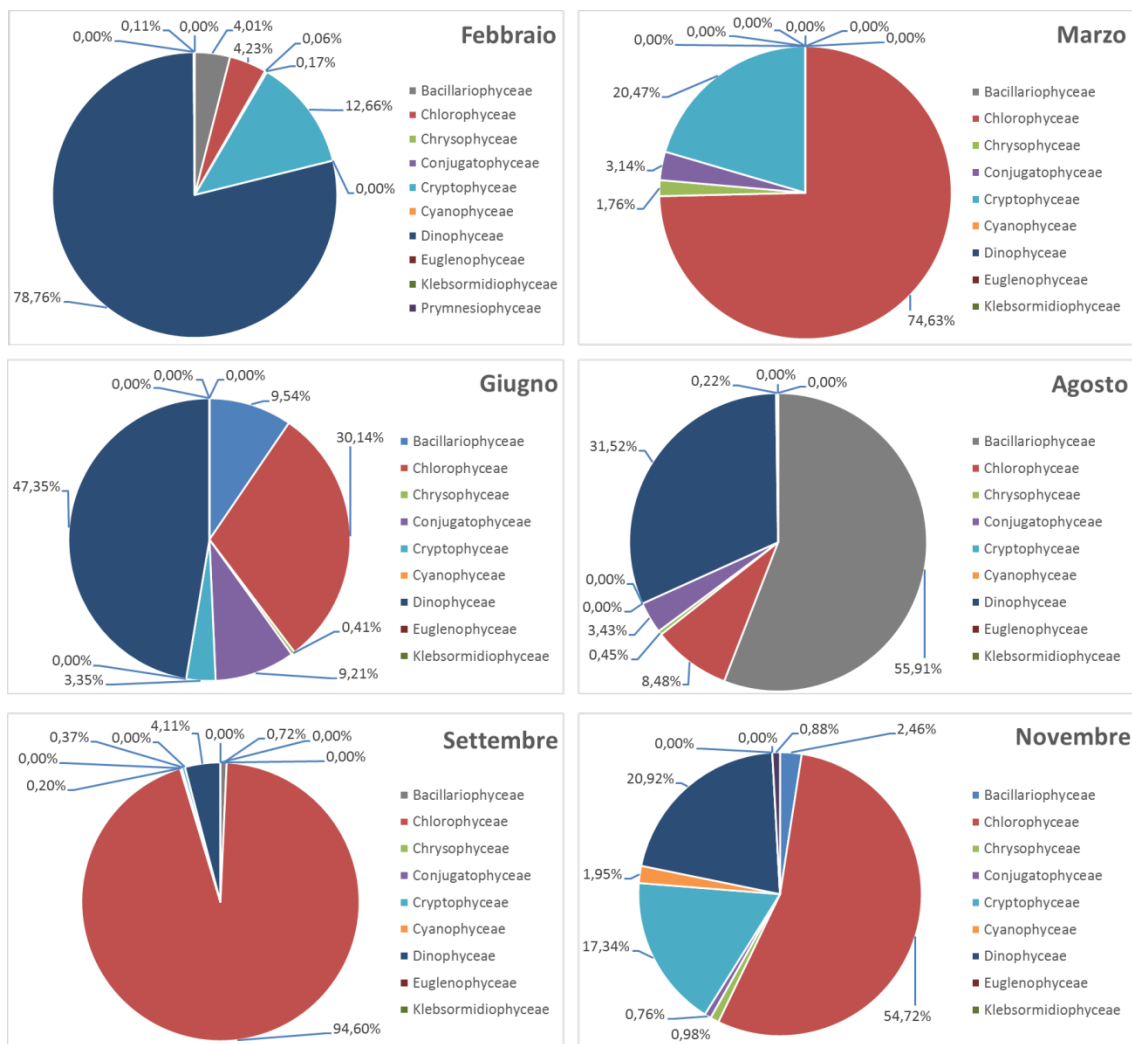 Febbraio
0,00%
0,11%
0,00%
4,01%
4,23%
0,06%
0,17%
12,66%
0,00%
78,76%
Bacillariophyceae
Chlorophyceae
Chrysophyceae
Conjugatophyceae
Cryptophyceae
Cyanophyceae
Dinophyceae
Euglenophyceae
Klebsormidiophyceae
Prymnesiophyceae
Marzo
0,00%
0,00%
0,00%
0,00%
0,00%
20,47%
3,14%
1,76%
74,63%
Bacillariophyceae
Chlorophyceae
Chrysophyceae
Conjugatophyceae
Cryptophyceae
Cyanophyceae
Dinophyceae
Euglenophyceae
Klebsormidiophyceae
Giugno
0,00%
0,00%
0,00%
9,54%
30,14%
47,35%
0,41%
0,00%
3,35%
9,21%
Bacillariophyceae
Chlorophyceae
Chrysophyceae
Conjugatophyceae
Cryptophyceae
Cyanophyceae
Dinophyceae
Euglenophyceae
Klebsormidiophyceae
Agosto
0,22%
0,00%
0,00%
31,52%
0,00%
0,00%
3,43%
0,45%
8,48%
55,91%
Bacillariophyceae
Chlorophyceae
Chrysophyceae
Conjugatophyceae
Cryptophyceae
Cyanophyceae
Dinophyceae
Euglenophyceae
Klebsormidiophyceae
Settembre
0,37%
0,00%
4,11%
0,00%
0,72%
0,00%
0,00%
0,00%
0,20%
94,60%
Bacillariophyceae
Chlorophyceae
Chrysophyceae
Conjugatophyceae
Cryptophyceae
Cyanophyceae
Dinophyceae
Euglenophyceae
Klebsormidiophyceae
Novembre
0,00%
0,00%
0,88%
2,46%
20,92%
1,95%
17,34%
0,76%
0,98%
54,72%
Bacillariophyceae
Chlorophyceae
Chrysophyceae
Conjugatophyceae
Cryptophyceae
Cyanophyceae
Dinophyceae
Euglenophyceae
Klebsormidiophyceae